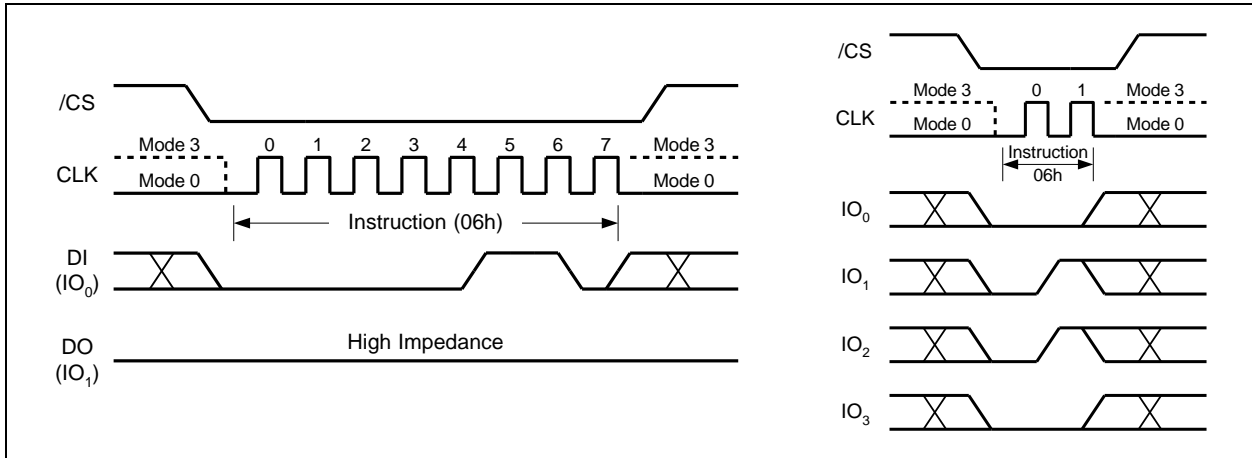 /CS
Mode 3 0 1 2 3 4 5 6 7 Mode 3
CLK Mode 0 Mode 0
Instruction (06h)
DI
(IO0)
DO High Impedance
(IO1)
/CS
Mode 3 0 1 Mode 3
CLK Mode 0 Mode 0
Instruction
06h
IO0
IO1
IO2
IO3